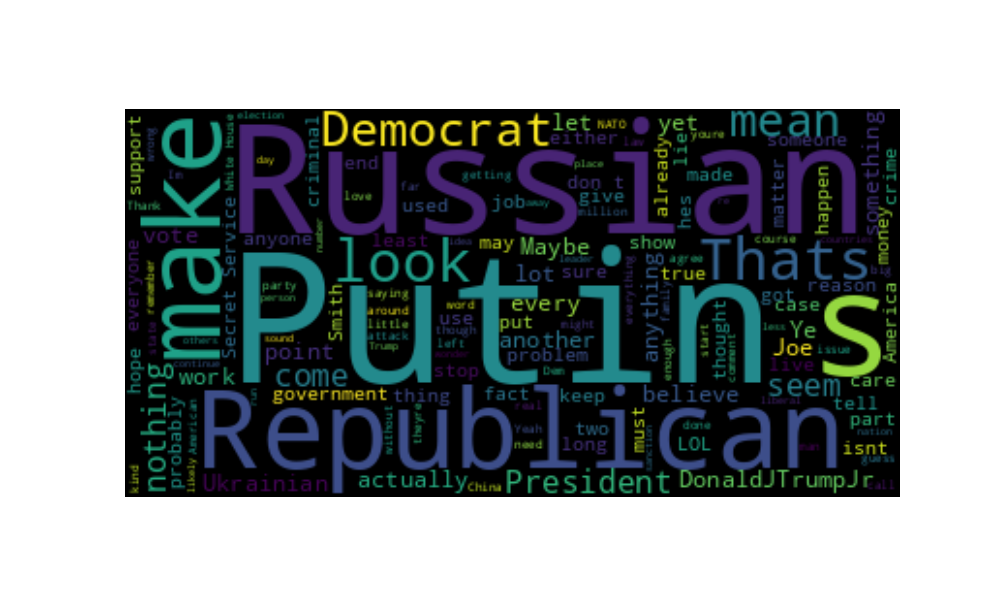 election
support
wrong
Im
Thank
make
White House
day
criminal
Democrat
let
NATO
yet
youre
mean
someone
something
Russian
either
Law
lie
already
place
end
love
far
used
getting
job
away
don t
give
million
hes
made
re
matter
happen
crime
money
number
everyone
vote
remember
state
Secret Service
anyone
least
idea
may
Maybe
show
agree
course
countries
look
leader
lot
sure
true
Thats
reason
big
America
party
person
Smith
saying
around
little
attack
Trump
word
use
though
left
every
put
another
might
problem
everything
anything
family
enough
start
thought
comment
got
case
less
Ye
issue
Joe
Putin s
others
continue
sound
point
wonder
stop
Dem
live
hope
nothing
work
come
seem
care
probably
likely
American
run
government
thing
fact
keep
believe
liberal
tell
part
nation
Republican
without
theyre
real
Yeah
need
two
long
must
sanction
done
LOL
man
isnt
guess
kind
Ukrainian
actually
China
President
DonaldJTrumpJr
call